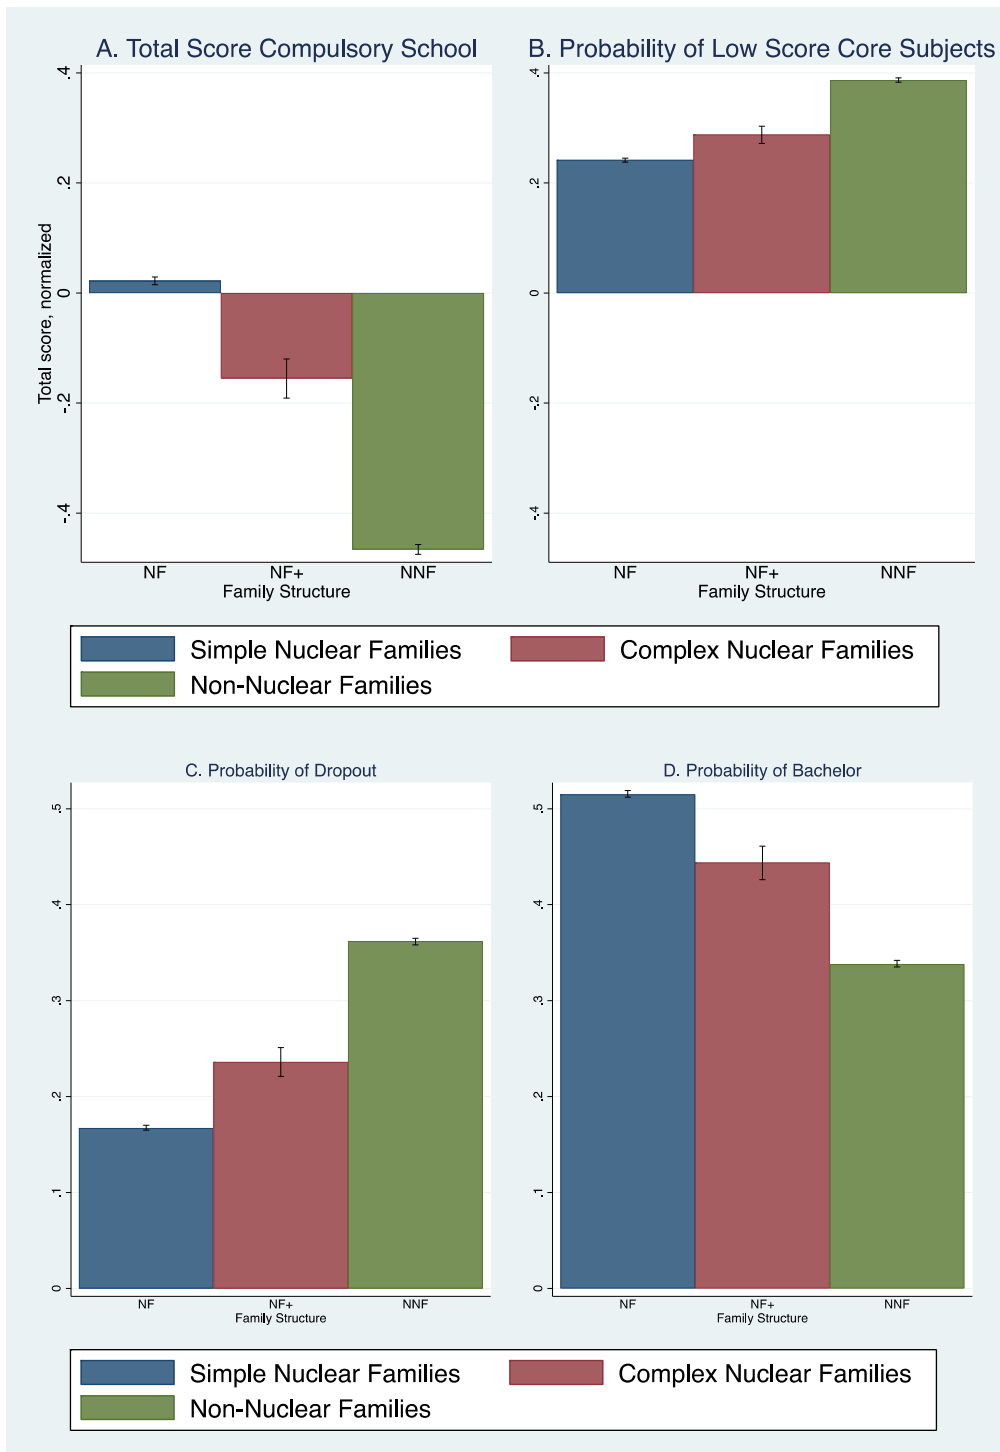 A. Total Score Compulsory School
B. Probability of Low Score Core Subjects
Total score, normalized
.4
.2
0
-.2
-.4
NF NF+ NNF
Family Structure
.4
.2
0
-.2
-.4
NF NF+ NNF
Family Structure
Simple Nuclear Families
Complex Nuclear Families
Non-Nuclear Families
C. Probability of Dropout
D. Probability of Bachelor
.5
.4
.3
.2
.1
0
NF NF+ NNF
Family Structure
.5
.4
.3
.2
.1
0
NF NF+ NNF
Family Structure
Simple Nuclear Families
Complex Nuclear Families
Non-Nuclear Families